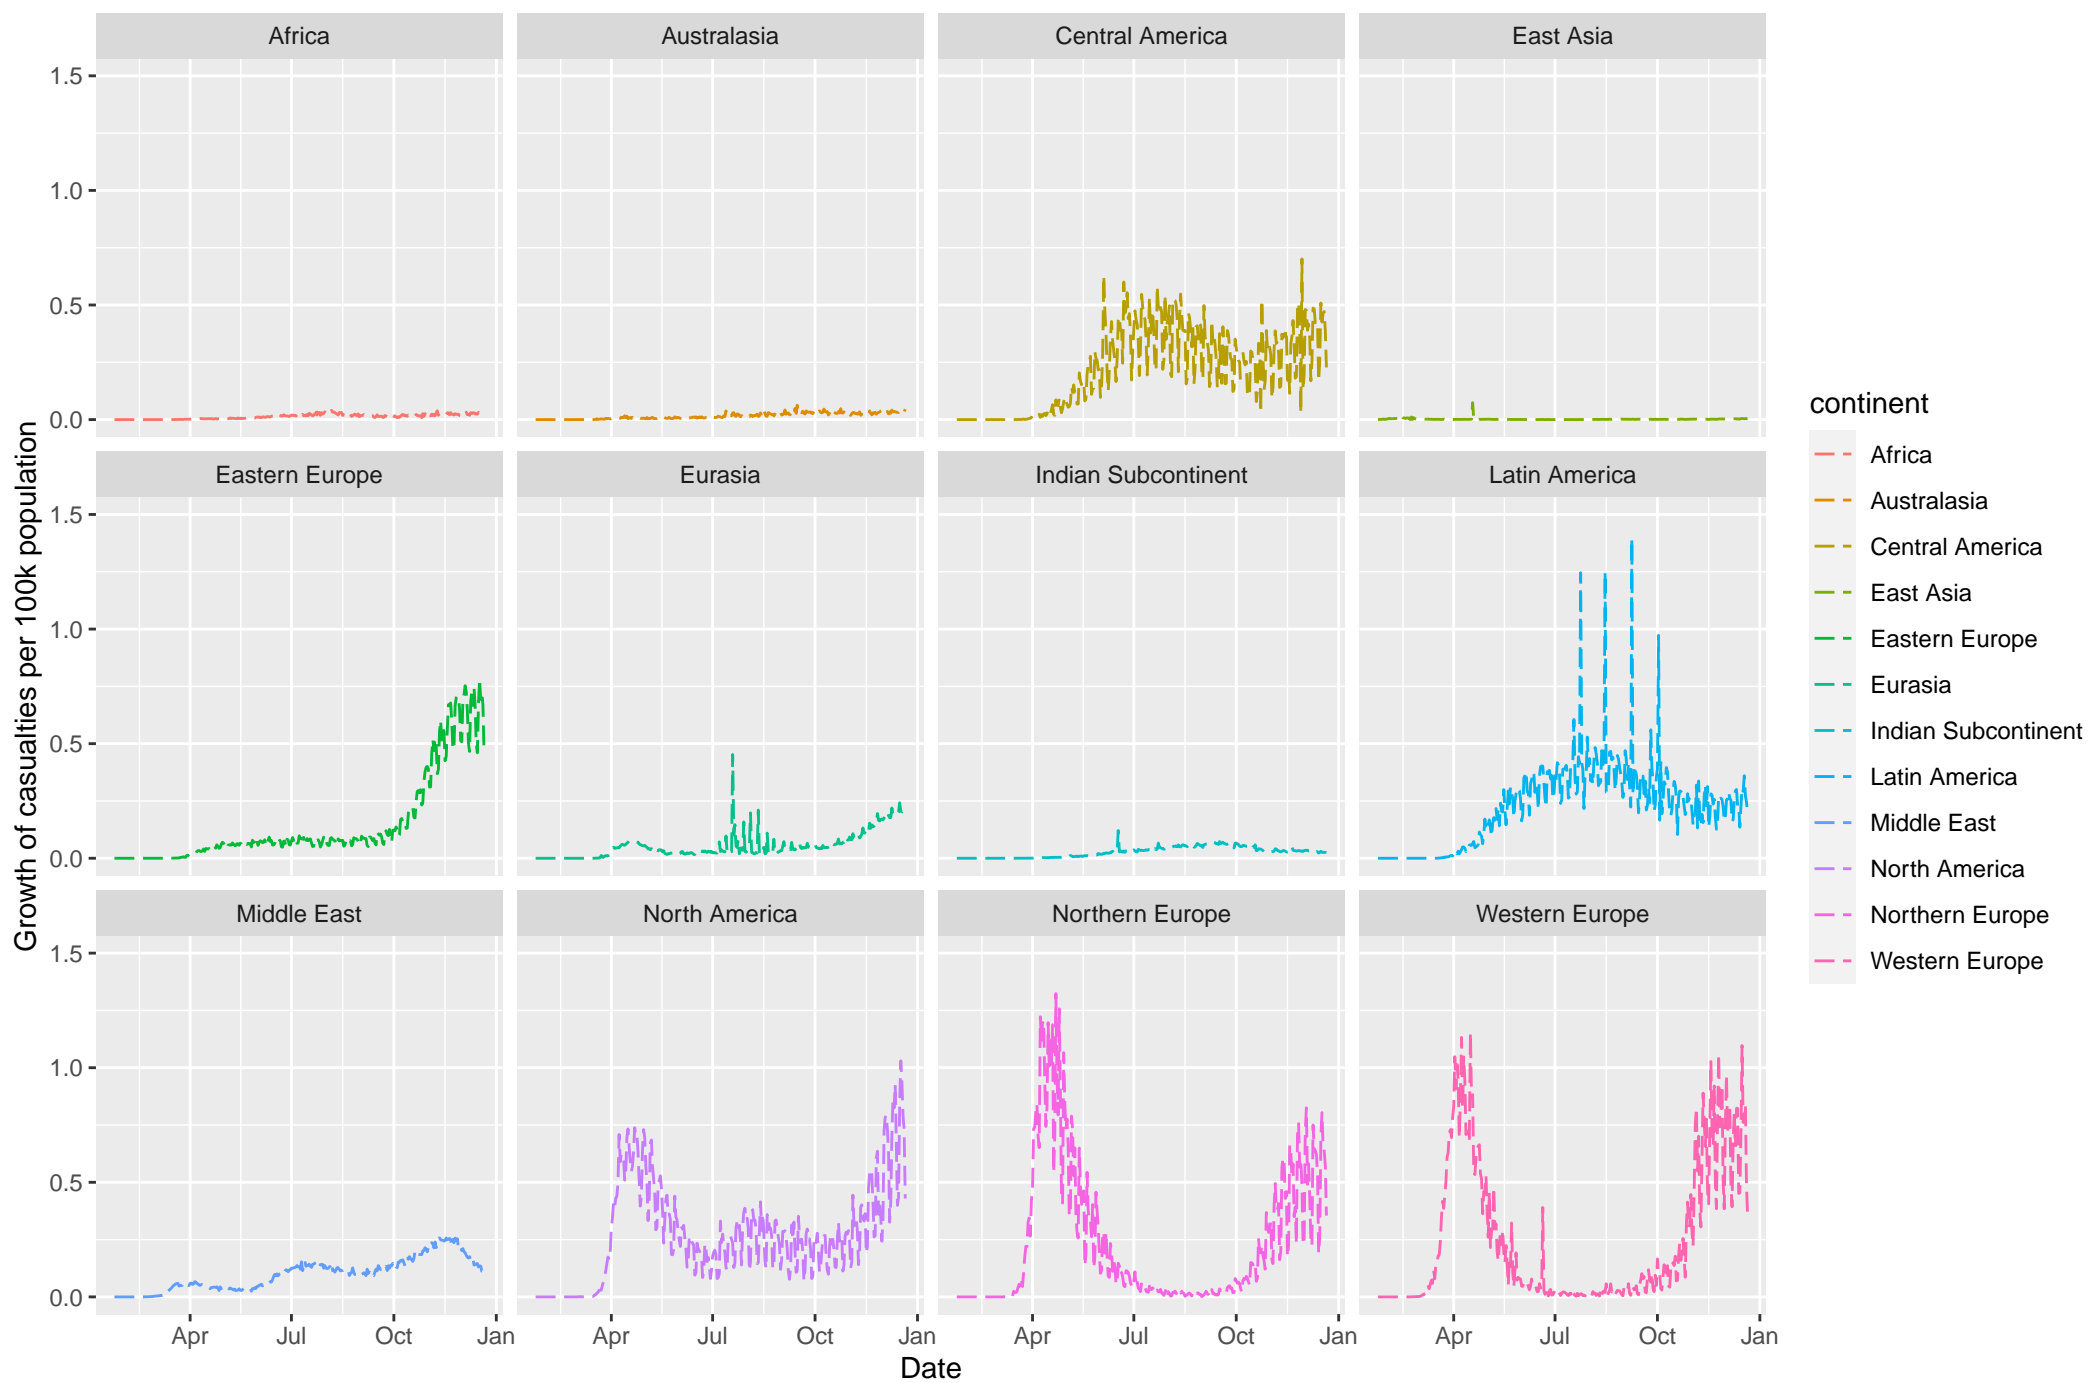 Africa
Australasia
Central America
East Asia
1.5
1.0
0.5
0.0
Eastern Europe
Eurasia
Indian Subcontinent
Latin America
1.5
1.0
0.5
0.0
Middle East
North America
Northern Europe
Western Europe
1.5
1.0
0.5
0.0
Apr Jul Oct Jan
Apr Jul Oct Jan
Apr Jul Oct Jan
Apr Jul Oct Jan
Date
Growth of casualties per 100k population
continent
Africa
Australasia
Central America
East Asia
Eastern Europe
Eurasia
Indian Subcontinent
Latin America
Middle East
North America
Northern Europe
Western Europe